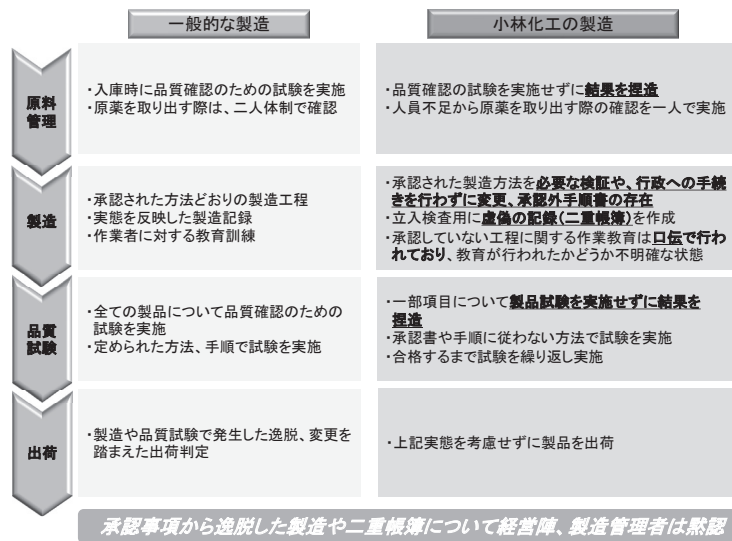 一般的な製造
小林化工の製造
原料
管理
・入庫時に品質確認のための試験を実施
・原薬を取り出す際は、二人体制で確認
・品質確認の試験を実施せずに結果を捏造
・人員不足から原薬を取り出す際の確認を一人で実施
製造
・承認された方法どおりの製造工程
・実態を反映した製造記録
・作業者に対する教育訓練
・承認された製造方法を必要な検証や、行政への手続
きを行わずに変更、承認外手順書の存在
・立入検査用に虚偽の記録(二重帳簿)を作成
・承認していない工程に関する作業教育は口伝で行わ
れており、教育が行われたかどうか不明確な状態
品質
試験
・全ての製品について品質確認のための
試験を実施
・定められた方法、手順で試験を実施
・一部項目について製品試験を実施せずに結果を
捏造
・承認書や手順に従わない方法で試験を実施
・合格するまで試験を繰り返し実施
出荷
・製造や品質試験で発生した逸脱、変更を
踏まえた出荷判定
・上記実態を考慮せずに製品を出荷
承認事項から逸脱した製造や二重帳簿について経営陣、製造管理者は黙認